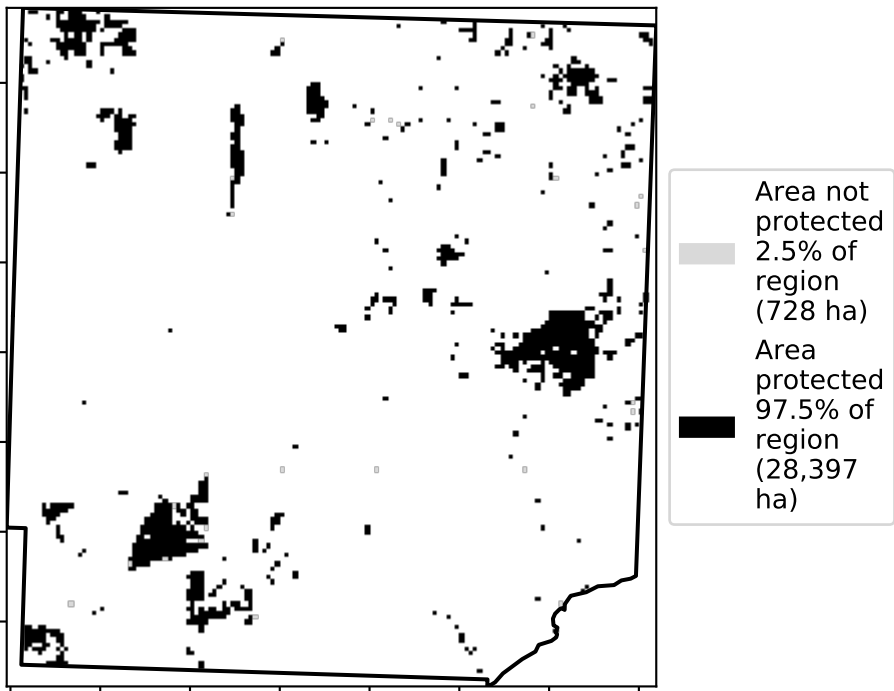 Area not
protected
2.5% of
region
(728 ha)
Area
protected
97.5% of
region
(28,397
ha)